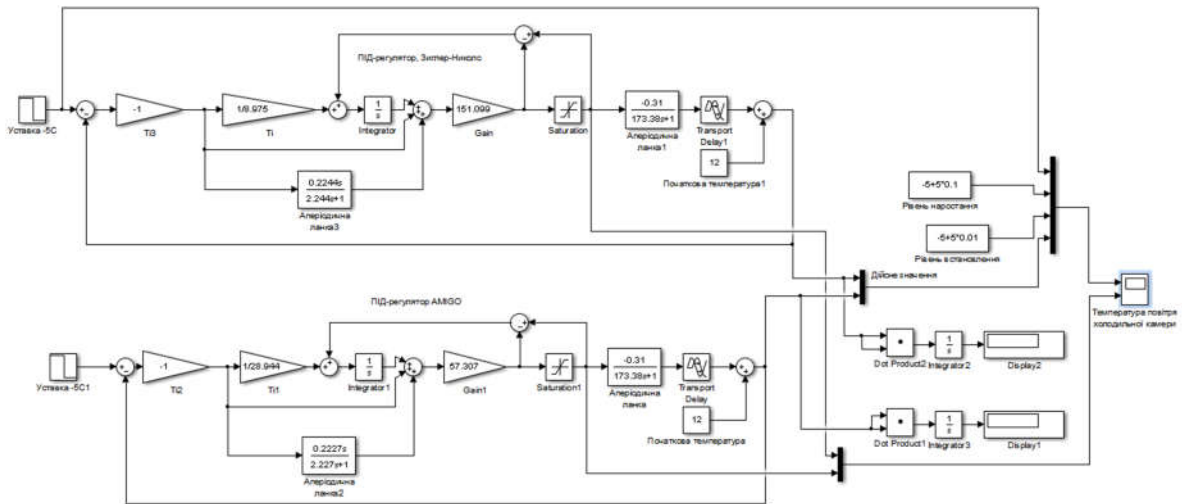 ПІД-регулятор, Зиглер-Николс
Уставка -5C
-1
Ti3
1/8.975
Ti
1
s
Integrator
151.099
Gain
Saturation
-0.31
173.38s+1
Аперіодична
ланка1
Transport
Delay1
12
Початкова температура1
0.2244s
2.244s+1
Аперіодична
ланка3
-5+5*0.1
Рівень наростання
-5+5*0.01
Рівень встановлення
Дійсне значення
Температура повітря
холодильної камери
ПІД-регулятор AMIGO
Уставка -5C1
-1
Ti2
1/28.944
Ti1
1
s
Integrator1
57.307
Gain1
Saturation1
-0.31
173.38s+1
Аперіодична
ланка
Transport
Delay
12
Початкова температура
0.2227s
2.227s+1
Аперіодична
ланка2
Dot Product2
1
s
Integrator2
Display2
Dot Product1
1
s
Integrator3
Display1